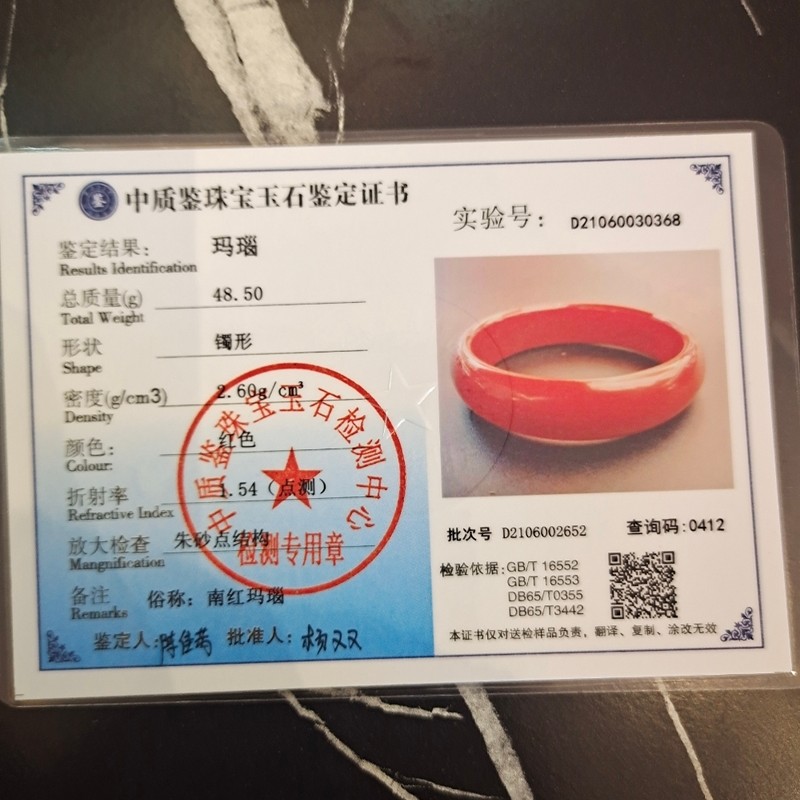 中质鉴珠宝玉石鉴定证书
鉴定结果: 玛瑙
Results Identification
总质量(g) 48.50
Total Weight
形状 镯形
Shape
密度(g/cm3) 2.60g/cm³
Density
颜色: 红色
Colour:
折射率 1.54（点测）
Refractive Index
放大检查 朱砂点结构
Mangnification
备注 俗称: 南红玛瑙
Remarks
鉴定人: 批准人: 杨双双
中质鉴珠宝玉石检测中心
检测专用章
实验号: D21060030368
批次号 D2106002652 查询码:0412
检验依据:GB/T 16552
GB/T 16553
DB65/T0355
DB65/T3442
本证书仅对送检样品负责，翻译、复制、涂改无效